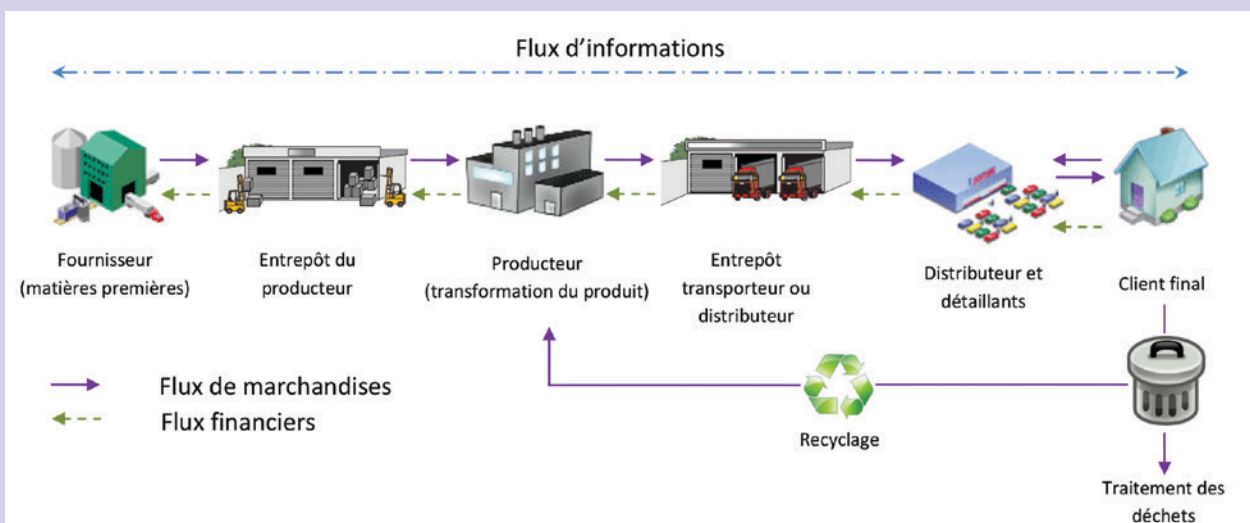 Flux d'informations
Fournisseur
(matières premières)
Entrepôt du
producteur
Producteur
(transformation du produit)
Entrepôt
transporteur ou
distributeur
Distributeur et
détaillants
Client final
Flux de marchandises
Flux financiers
Recyclage
Traitement des
déchets